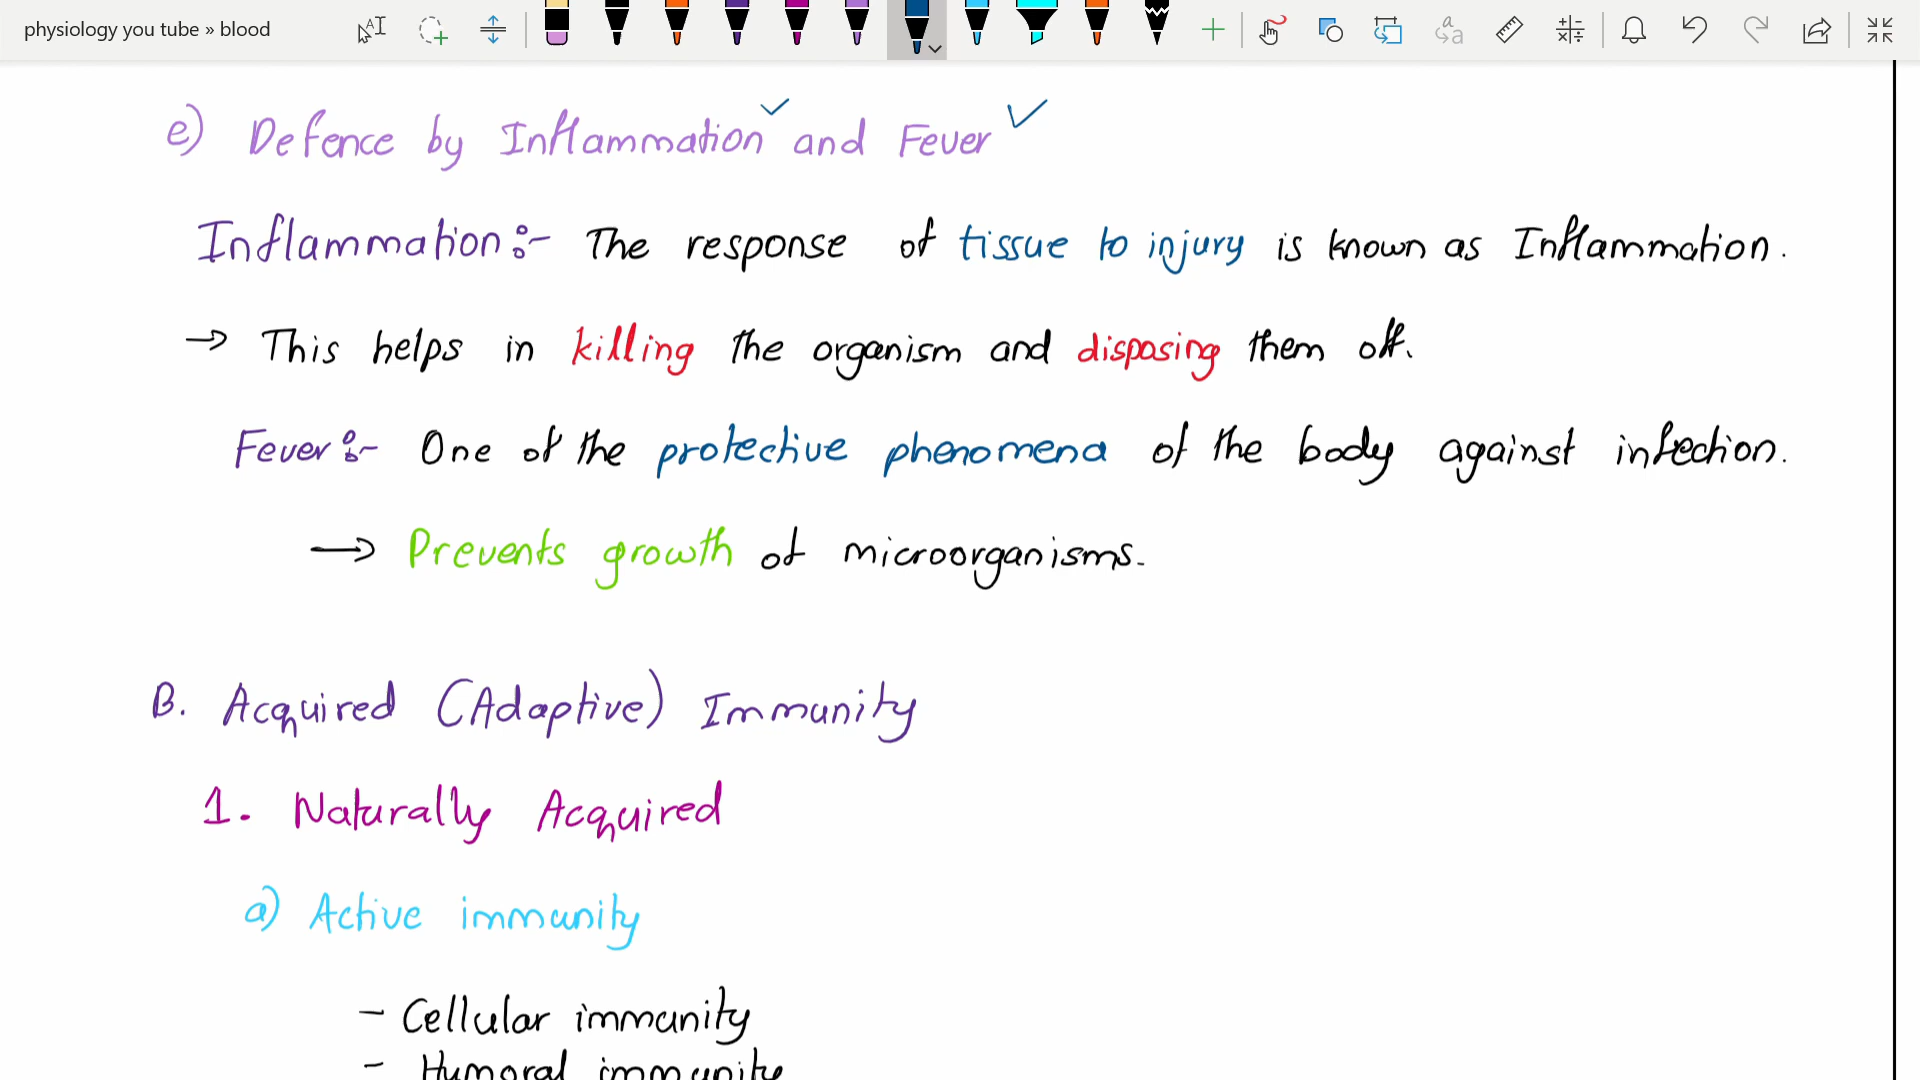 physiology you tube » blood
e) Defence by Inflammation and Fever
Inflammation :- The response of tissue to injury is known as Inflammation.
→ This helps in killing the organism and disposing them off.
Fever :- One of the protective phenomena of the body against infection.
→ Prevents growth of microorganisms.
B. Acquired (Adaptive) Immunity
1. Naturally Acquired
a) Active immunity
- Cellular immunity
- Humoral immunity